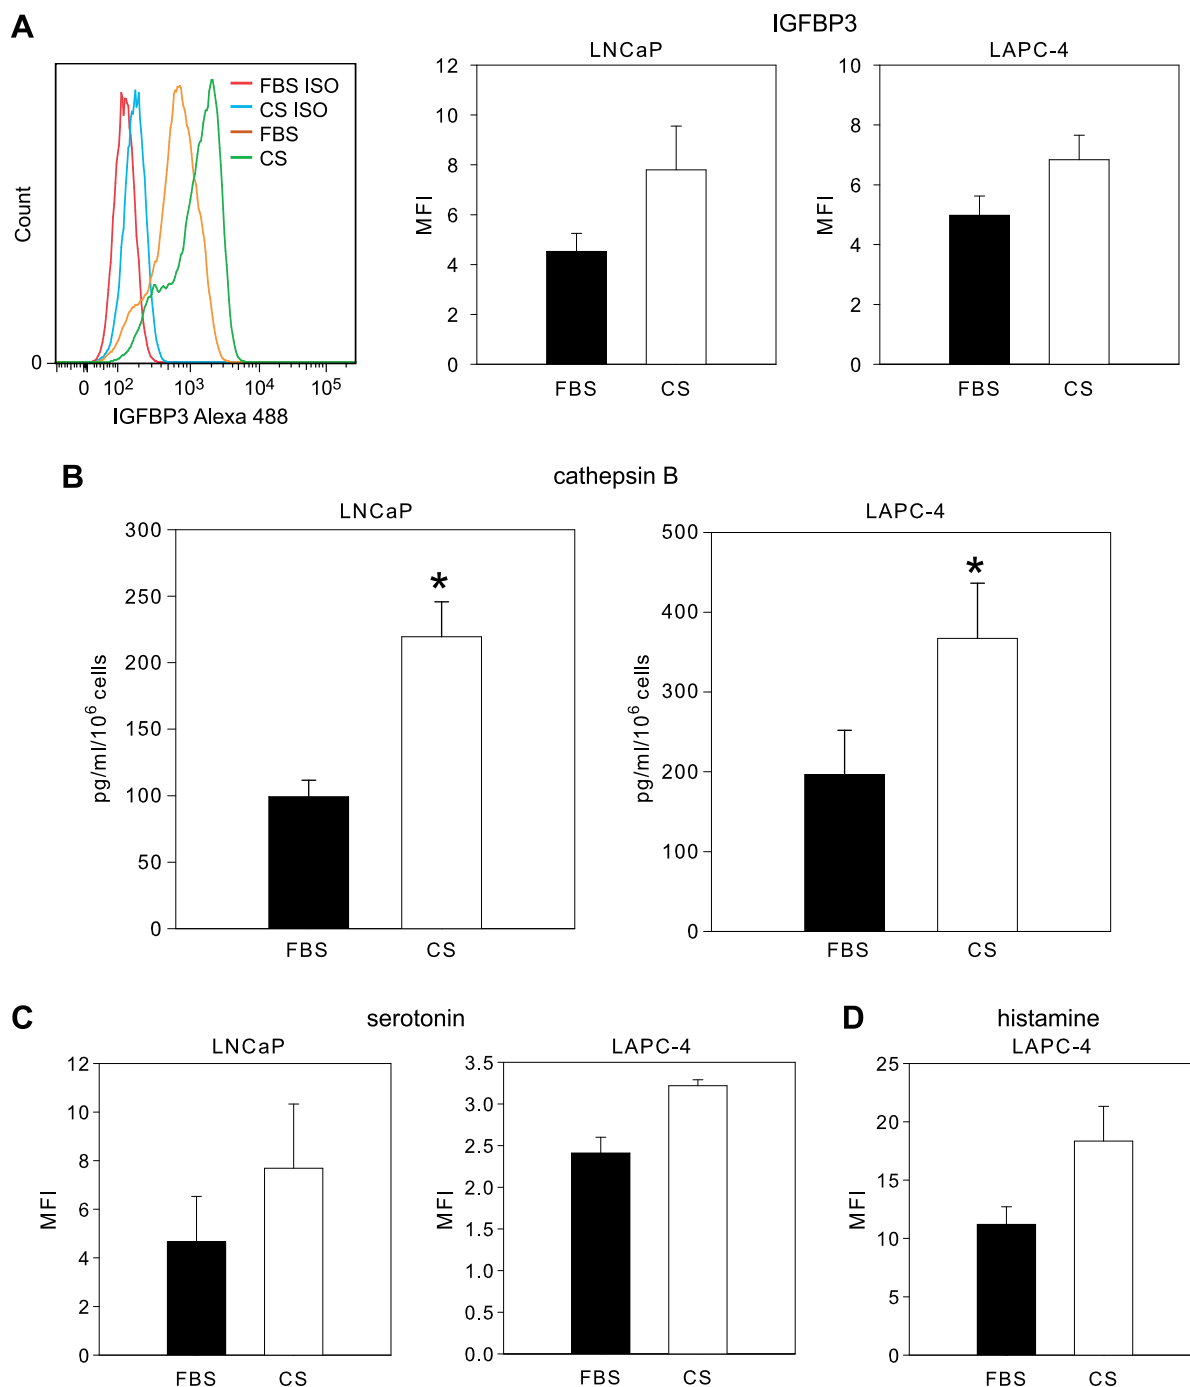 A
IGFBP3
FBS ISO
CS ISO
FBS
CS
Count
0
0 10² 10³ 10⁴ 10⁵
IGFBP3 Alexa 488
LNCaP
12
10
8
6
4
2
0
MFI
FBS CS
LAPC-4
10
8
6
4
2
0
MFI
FBS CS
B
cathepsin B
LNCaP
300
250
200
150
100
50
0
pg/ml/10⁶ cells
*
FBS CS
LAPC-4
500
400
300
200
100
0
pg/ml/10⁶ cells
*
FBS CS
C
serotonin
LNCaP
12
10
8
6
4
2
0
MFI
FBS CS
LAPC-4
3.5
3.0
2.5
2.0
1.5
1.0
0.5
0.0
MFI
FBS CS
D
histamine
LAPC-4
25
20
15
10
5
0
MFI
FBS CS